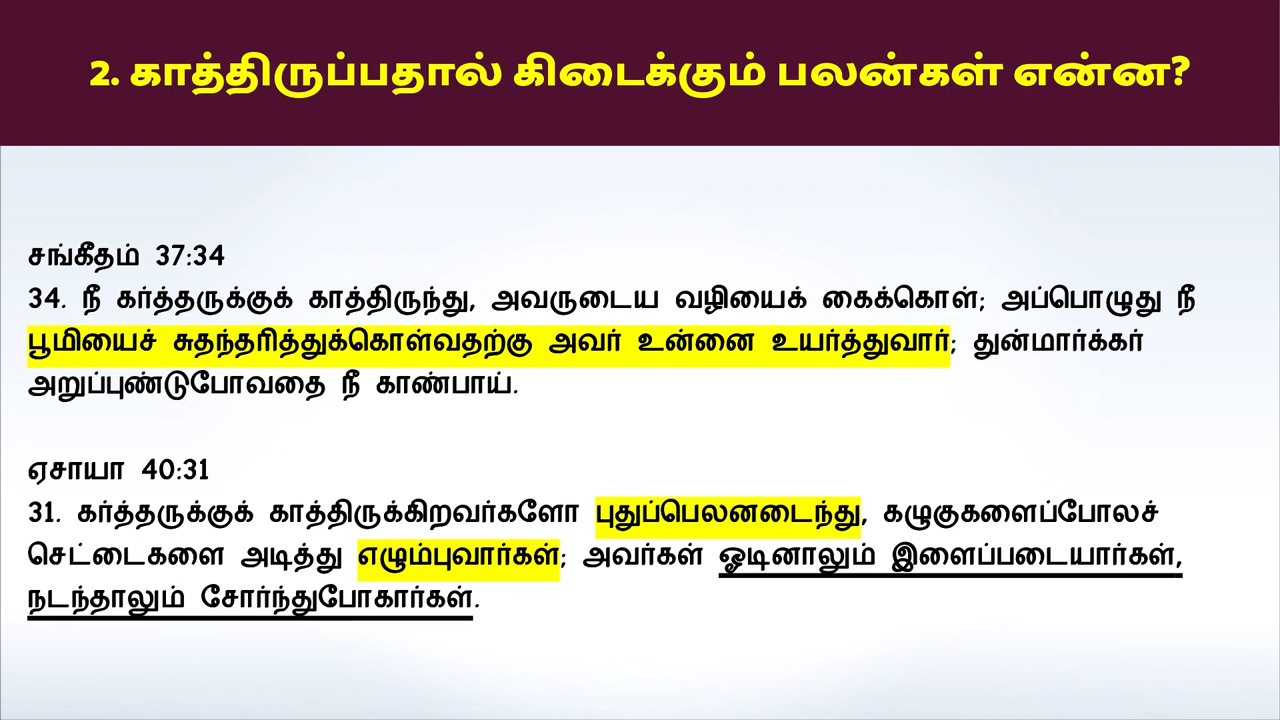 2. காத்திருப்பதால் கிடைக்கும் பலன்கள் என்ன?
சங்கீதம் 37:34
34. நீ கர்த்தருக்குக் காத்திருந்து, அவருடைய வழியைக் கைக்கொள்; அப்பொழுது நீ
பூமியைச் சுதந்தரித்துக்கொள்வதற்கு அவர் உன்னை உயர்த்துவார்; துன்மார்க்கர்
அறுப்புண்டுபோவதை நீ காண்பாய்.
ஏசாயா 40:31
31. கர்த்தருக்குக் காத்திருக்கிறவர்களோ புதுப்பெலனடைந்து, கழுகுகளைப்போலச்
செட்டைகளை அடித்து எழும்புவார்கள்; அவர்கள் ஓடினாலும் இளைப்படையார்கள்,
நடந்தாலும் சோர்ந்துபோகார்கள்.